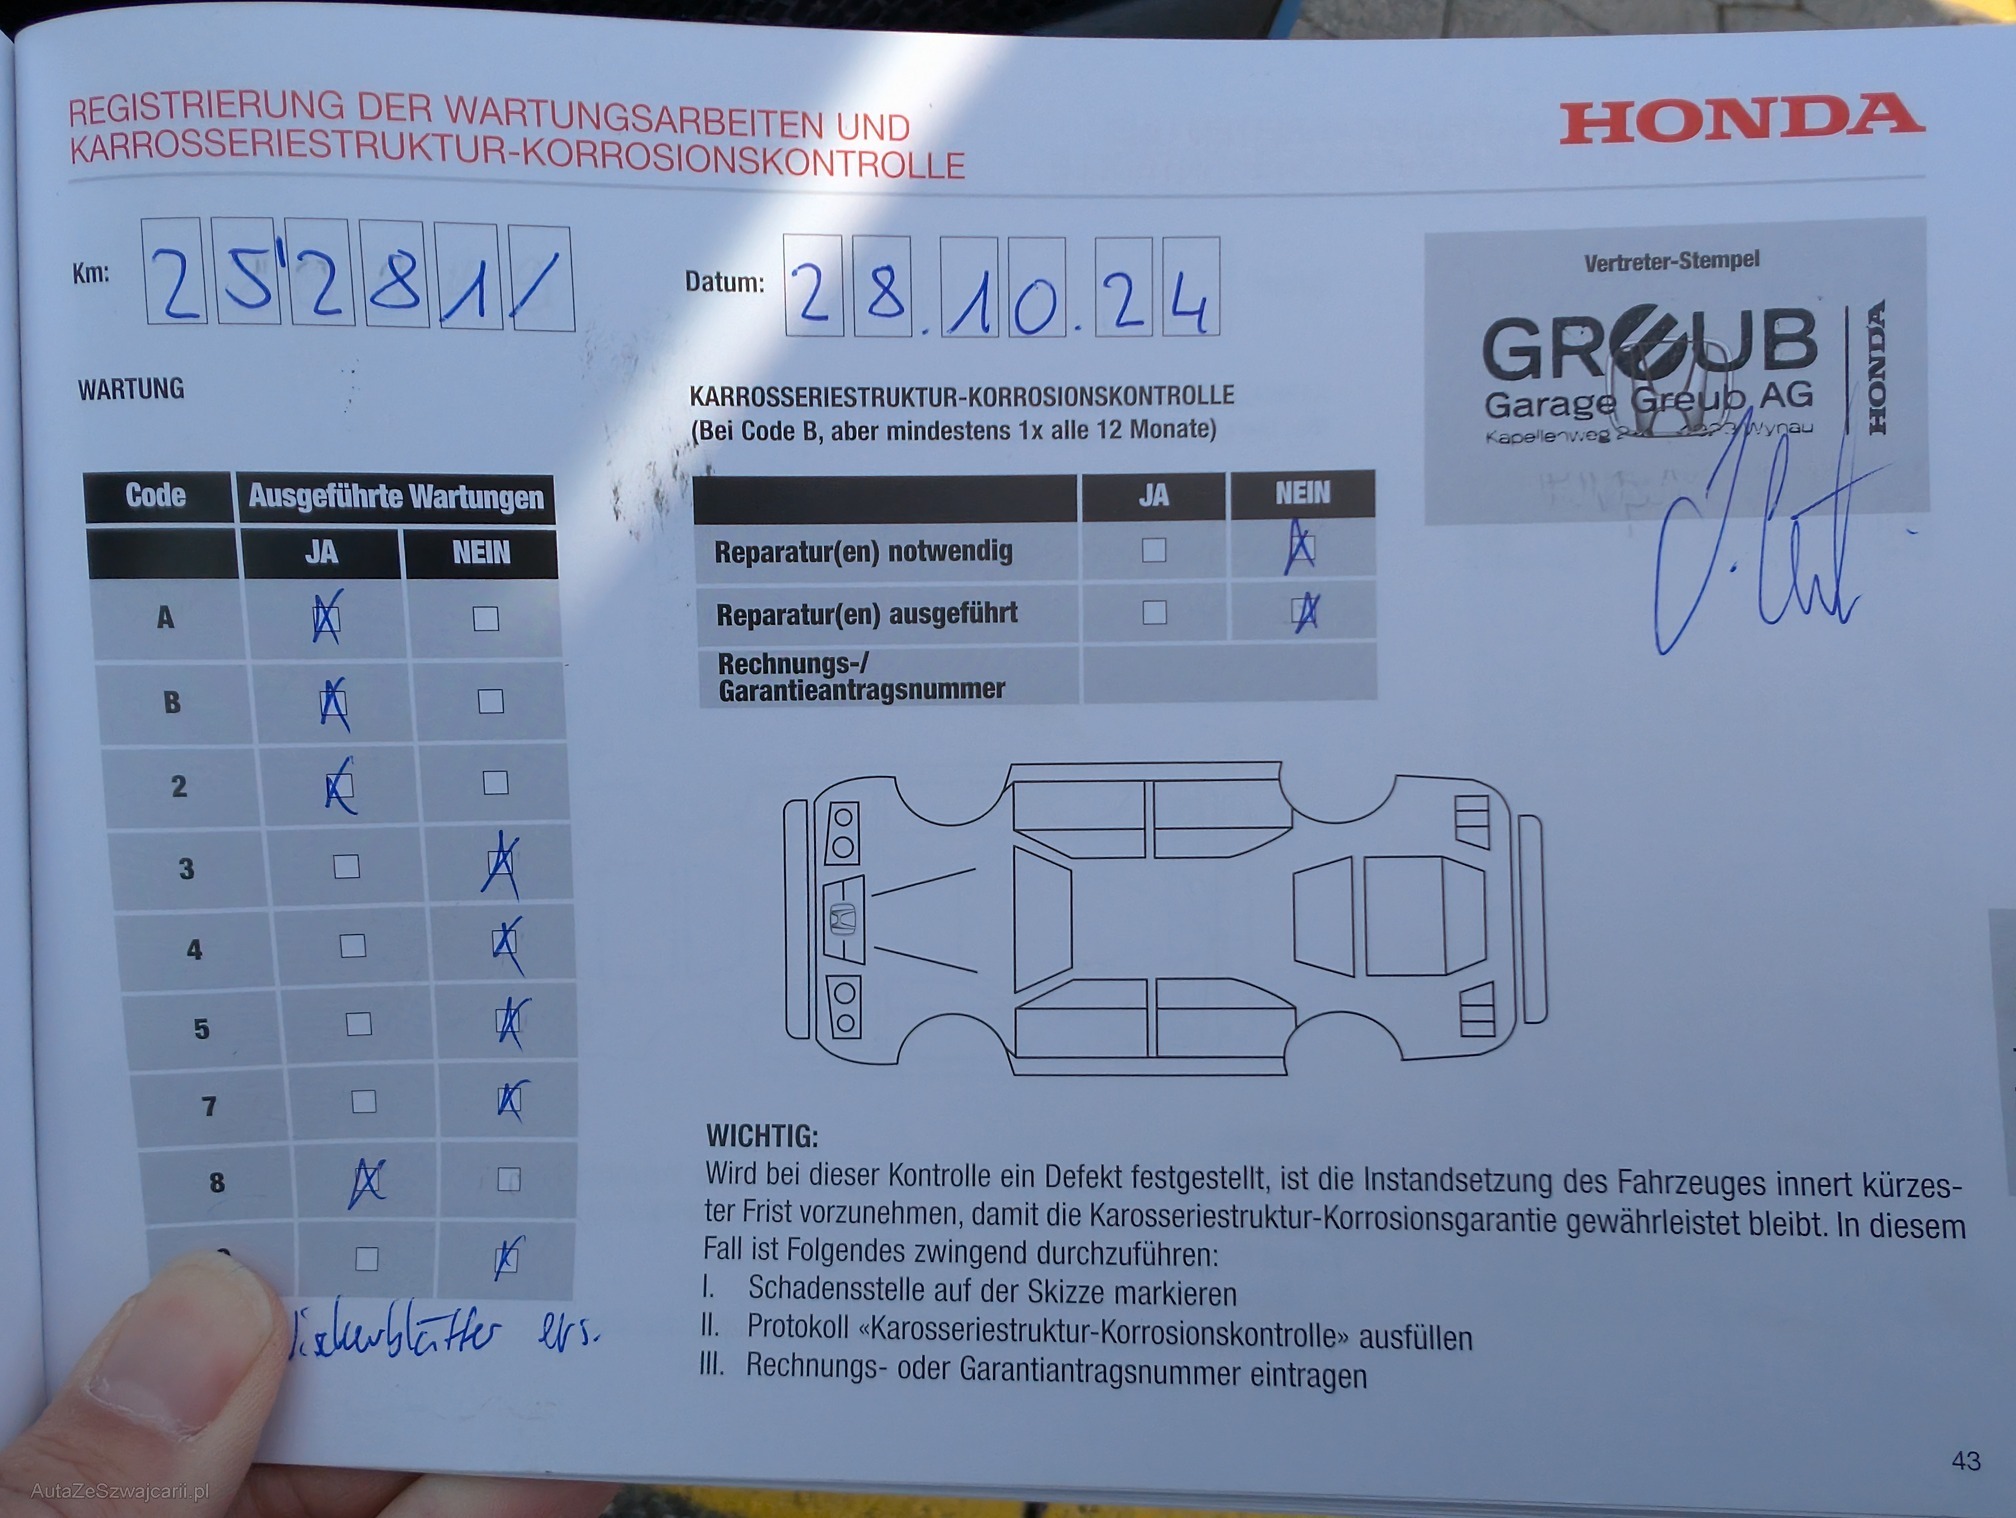 REGISTRIERUNG DER WARTUNGSARBEITEN UND
KARROSSERIESTRUKTUR-KORROSIONSKONTROLLE
HONDA
Km: 25'281/
Datum: 28.10.24
Vertreter-Stempel
GREUB
Garage Greub AG
Kapellenweg Wynau
HONDA
WARTUNG
KARROSSERIESTRUKTUR-KORROSIONSKONTROLLE
(Bei Code B, aber mindestens 1x alle 12 Monate)
Code Ausgeführte Wartungen
JA NEIN
A
B
2
3
4
5
7
8
ers.
JA NEIN
Reparatur(en) notwendig
Reparatur(en) ausgeführt
Rechnungs-/
Garantieantragsnummer
WICHTIG:
Wird bei dieser Kontrolle ein Defekt festgestellt, ist die Instandsetzung des Fahrzeuges innert kürzes-
ter Frist vorzunehmen, damit die Karosseriestruktur-Korrosionsgarantie gewährleistet bleibt. In diesem
Fall ist Folgendes zwingend durchzuführen:
I. Schadensstelle auf der Skizze markieren
II. Protokoll «Karosseriestruktur-Korrosionskontrolle» ausfüllen
III. Rechnungs- oder Garantiantragsnummer eintragen
43
AutaZeSzwajcarii.pl